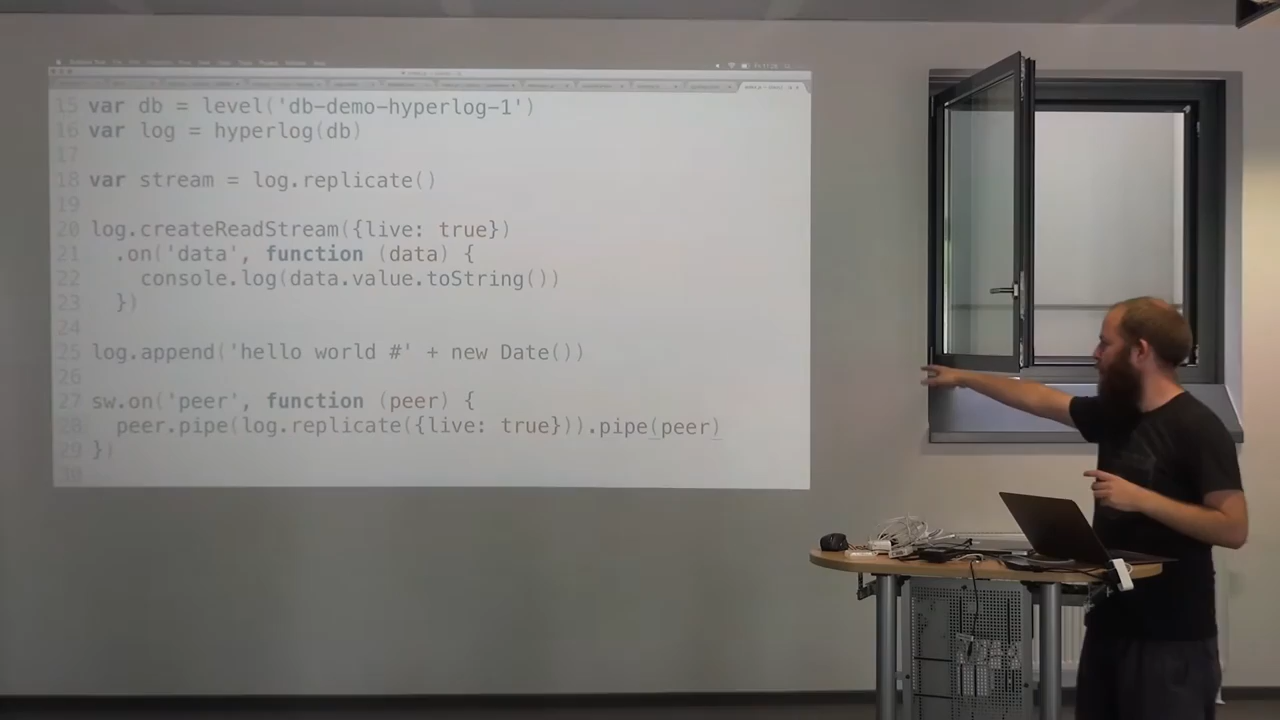 15 var db = level('db-demo-hyperlog-1')
16 var log = hyperlog(db)
17
18 var stream = log.replicate()
19
20 log.createReadStream({live: true})
21   .on('data', function (data) {
22     console.log(data.value.toString())
23   })
24
25 log.append('hello world #' + new Date())
26
27 sw.on('peer', function (peer) {
28   peer.pipe(log.replicate({live: true})).pipe(peer)
29 })
30